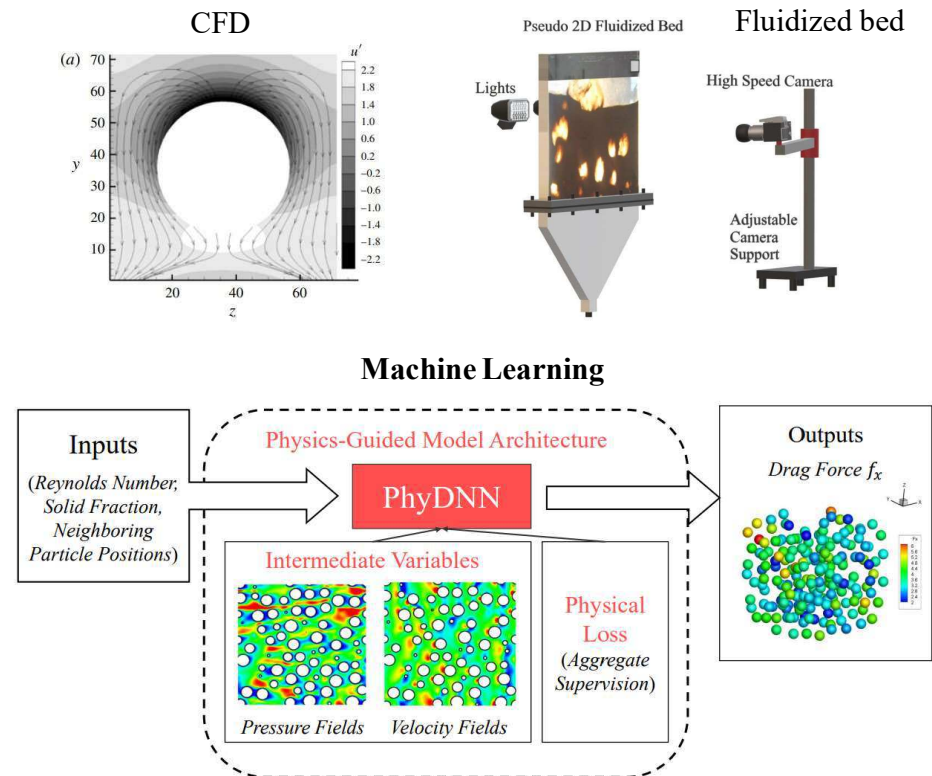 CFD
(a)
u'
70
60
50
40
30
20
10
y
20
40
60
z
2.2
1.8
1.4
1.0
0.6
0.2
−0.2
−0.6
−1.0
−1.4
−1.8
−2.2
Pseudo 2D Fluidized Bed
Lights
Fluidized bed
High Speed Camera
Adjustable
Camera
Support
Machine Learning
Inputs
(Reynolds Number,
Solid Fraction,
Neighboring
Particle Positions)
Physics-Guided Model Architecture
PhyDNN
Intermediate Variables
Pressure Fields
Velocity Fields
Physical
Loss
(Aggregate
Supervision)
Outputs
Drag Force fₓ
Z
Y
X